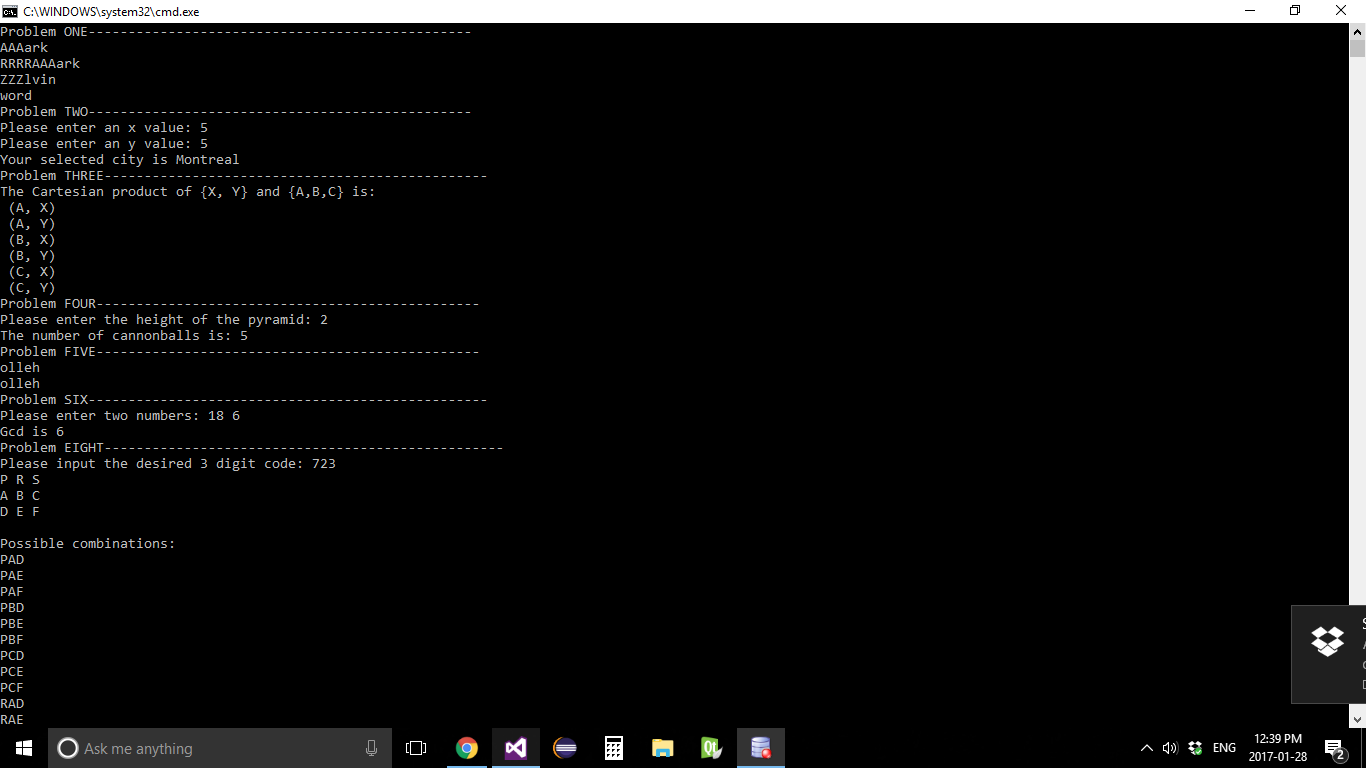 C:\WINDOWS\system32\cmd.exe
Problem ONE------------------------------------------------
AAAark
RRRRAAAark
ZZZlvin
word
Problem TWO------------------------------------------------
Please enter an x value: 5
Please enter an y value: 5
Your selected city is Montreal
Problem THREE------------------------------------------------
The Cartesian product of {X, Y} and {A,B,C} is:
 (A, X)
 (A, Y)
 (B, X)
 (B, Y)
 (C, X)
 (C, Y)
Problem FOUR------------------------------------------------
Please enter the height of the pyramid: 2
The number of cannonballs is: 5
Problem FIVE------------------------------------------------
olleh
olleh
Problem SIX--------------------------------------------------
Please enter two numbers: 18 6
Gcd is 6
Problem EIGHT--------------------------------------------------
Please input the desired 3 digit code: 723
P R S
A B C
D E F

Possible combinations:
PAD
PAE
PAF
PBD
PBE
PBF
PCD
PCE
PCF
RAD
RAE
Ask me anything
ENG
12:39 PM
2017-01-28
2